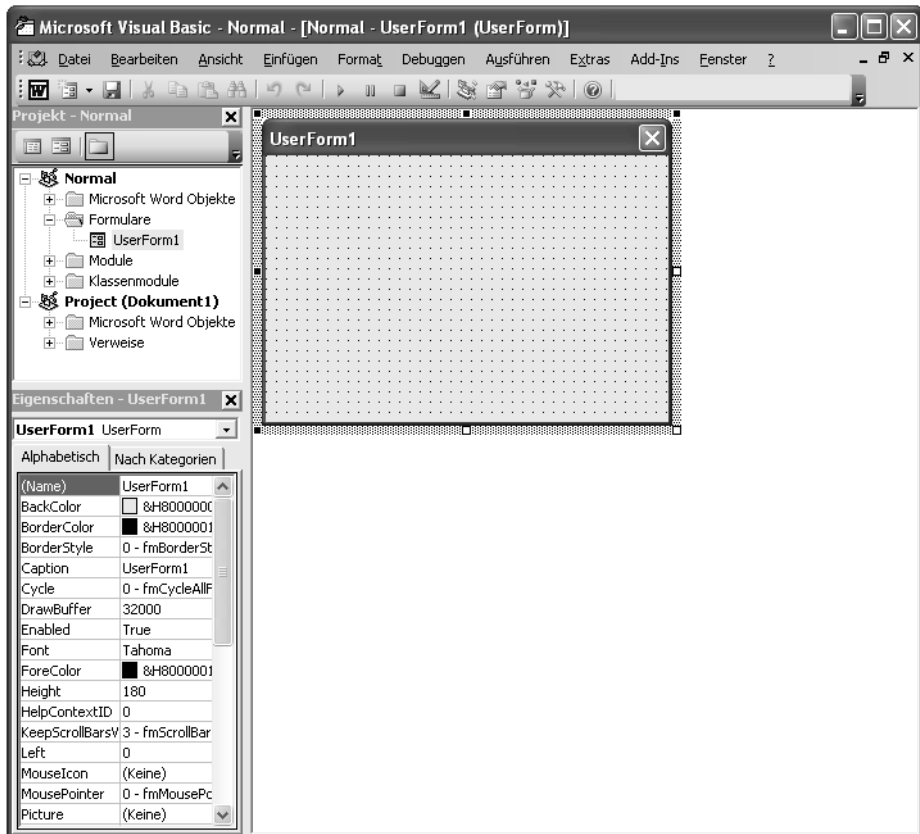 Microsoft Visual Basic - Normal - [Normal - UserForm1 (UserForm)]
Datei Bearbeiten Ansicht Einfügen Format Debuggen Ausführen Extras Add-Ins Fenster ?
Projekt - Normal
Normal
Microsoft Word Objekte
Formulare
UserForm1
Module
Klassenmodule
Project (Dokument1)
Microsoft Word Objekte
Verweise
UserForm1
Eigenschaften - UserForm1
UserForm1 UserForm
Alphabetisch Nach Kategorien
(Name) UserForm1
BackColor &H8000000
BorderColor &H8000001
BorderStyle 0 - fmBorderSt
Caption UserForm1
Cycle 0 - fmCycleAllF
DrawBuffer 32000
Enabled True
Font Tahoma
ForeColor &H8000001
Height 180
HelpContextID 0
KeepScrollBarsV 3 - fmScrollBar
Left 0
MouseIcon (Keine)
MousePointer 0 - fmMousePo
Picture (Keine)